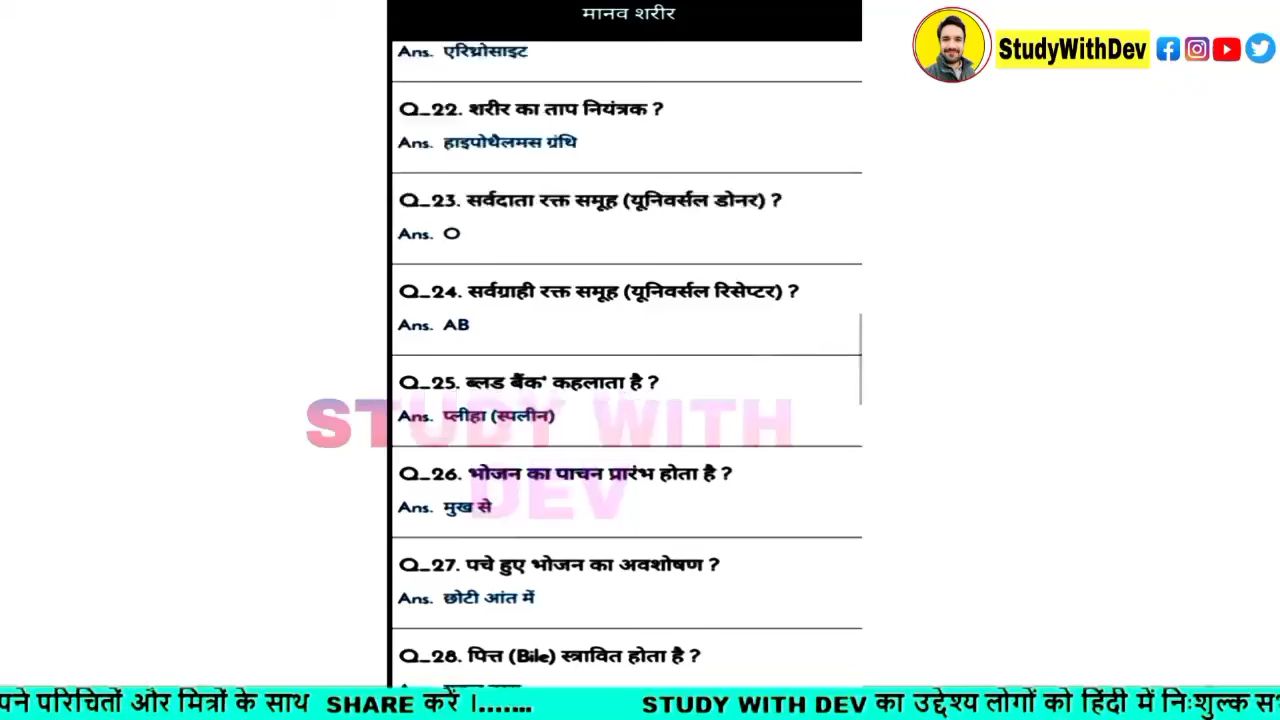 मानव शरीर
StudyWithDev
Ans. एरिथ्रोसाइट
Q_22. शरीर का ताप नियंत्रक ?
Ans. हाइपोथैलमस ग्रंथि
Q_23. सर्वदाता रक्त समूह (यूनिवर्सल डोनर) ?
Ans. O
Q_24. सर्वग्राही रक्त समूह (यूनिवर्सल रिसेप्टर) ?
Ans. AB
Q_25. ब्लड बैंक' कहलाता है ?
Ans. प्लीहा (स्पलीन)
STUDY WITH
DEV
Q_26. भोजन का पाचन प्रारंभ होता है ?
Ans. मुख से
Q_27. पचे हुए भोजन का अवशोषण ?
Ans. छोटी आंत में
Q_28. पित्त (Bile) स्त्रावित होता है ?
पने परिचितों और मित्रों के साथ SHARE करें ।....... STUDY WITH DEV का उद्देश्य लोगों को हिंदी में निःशुल्क